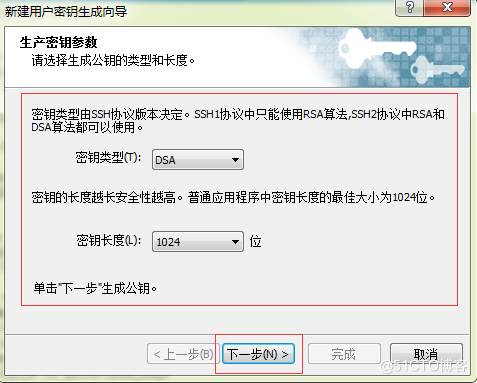 新建用户密钥生成向导
生产密钥参数
请选择生成公钥的类型和长度。
密钥类型由SSH协议版本决定。SSH1协议中只能使用RSA算法,SSH2协议中RSA和
DSA算法都可以使用。
密钥类型(T): DSA
密钥的长度越长安全性越高。普通应用程序中密钥长度的最佳大小为1024位。
密钥长度(L): 1024 位
单击"下一步"生成公钥。
< 上一步(B) 下一步(N) > 完成 取消
@51CTO博客